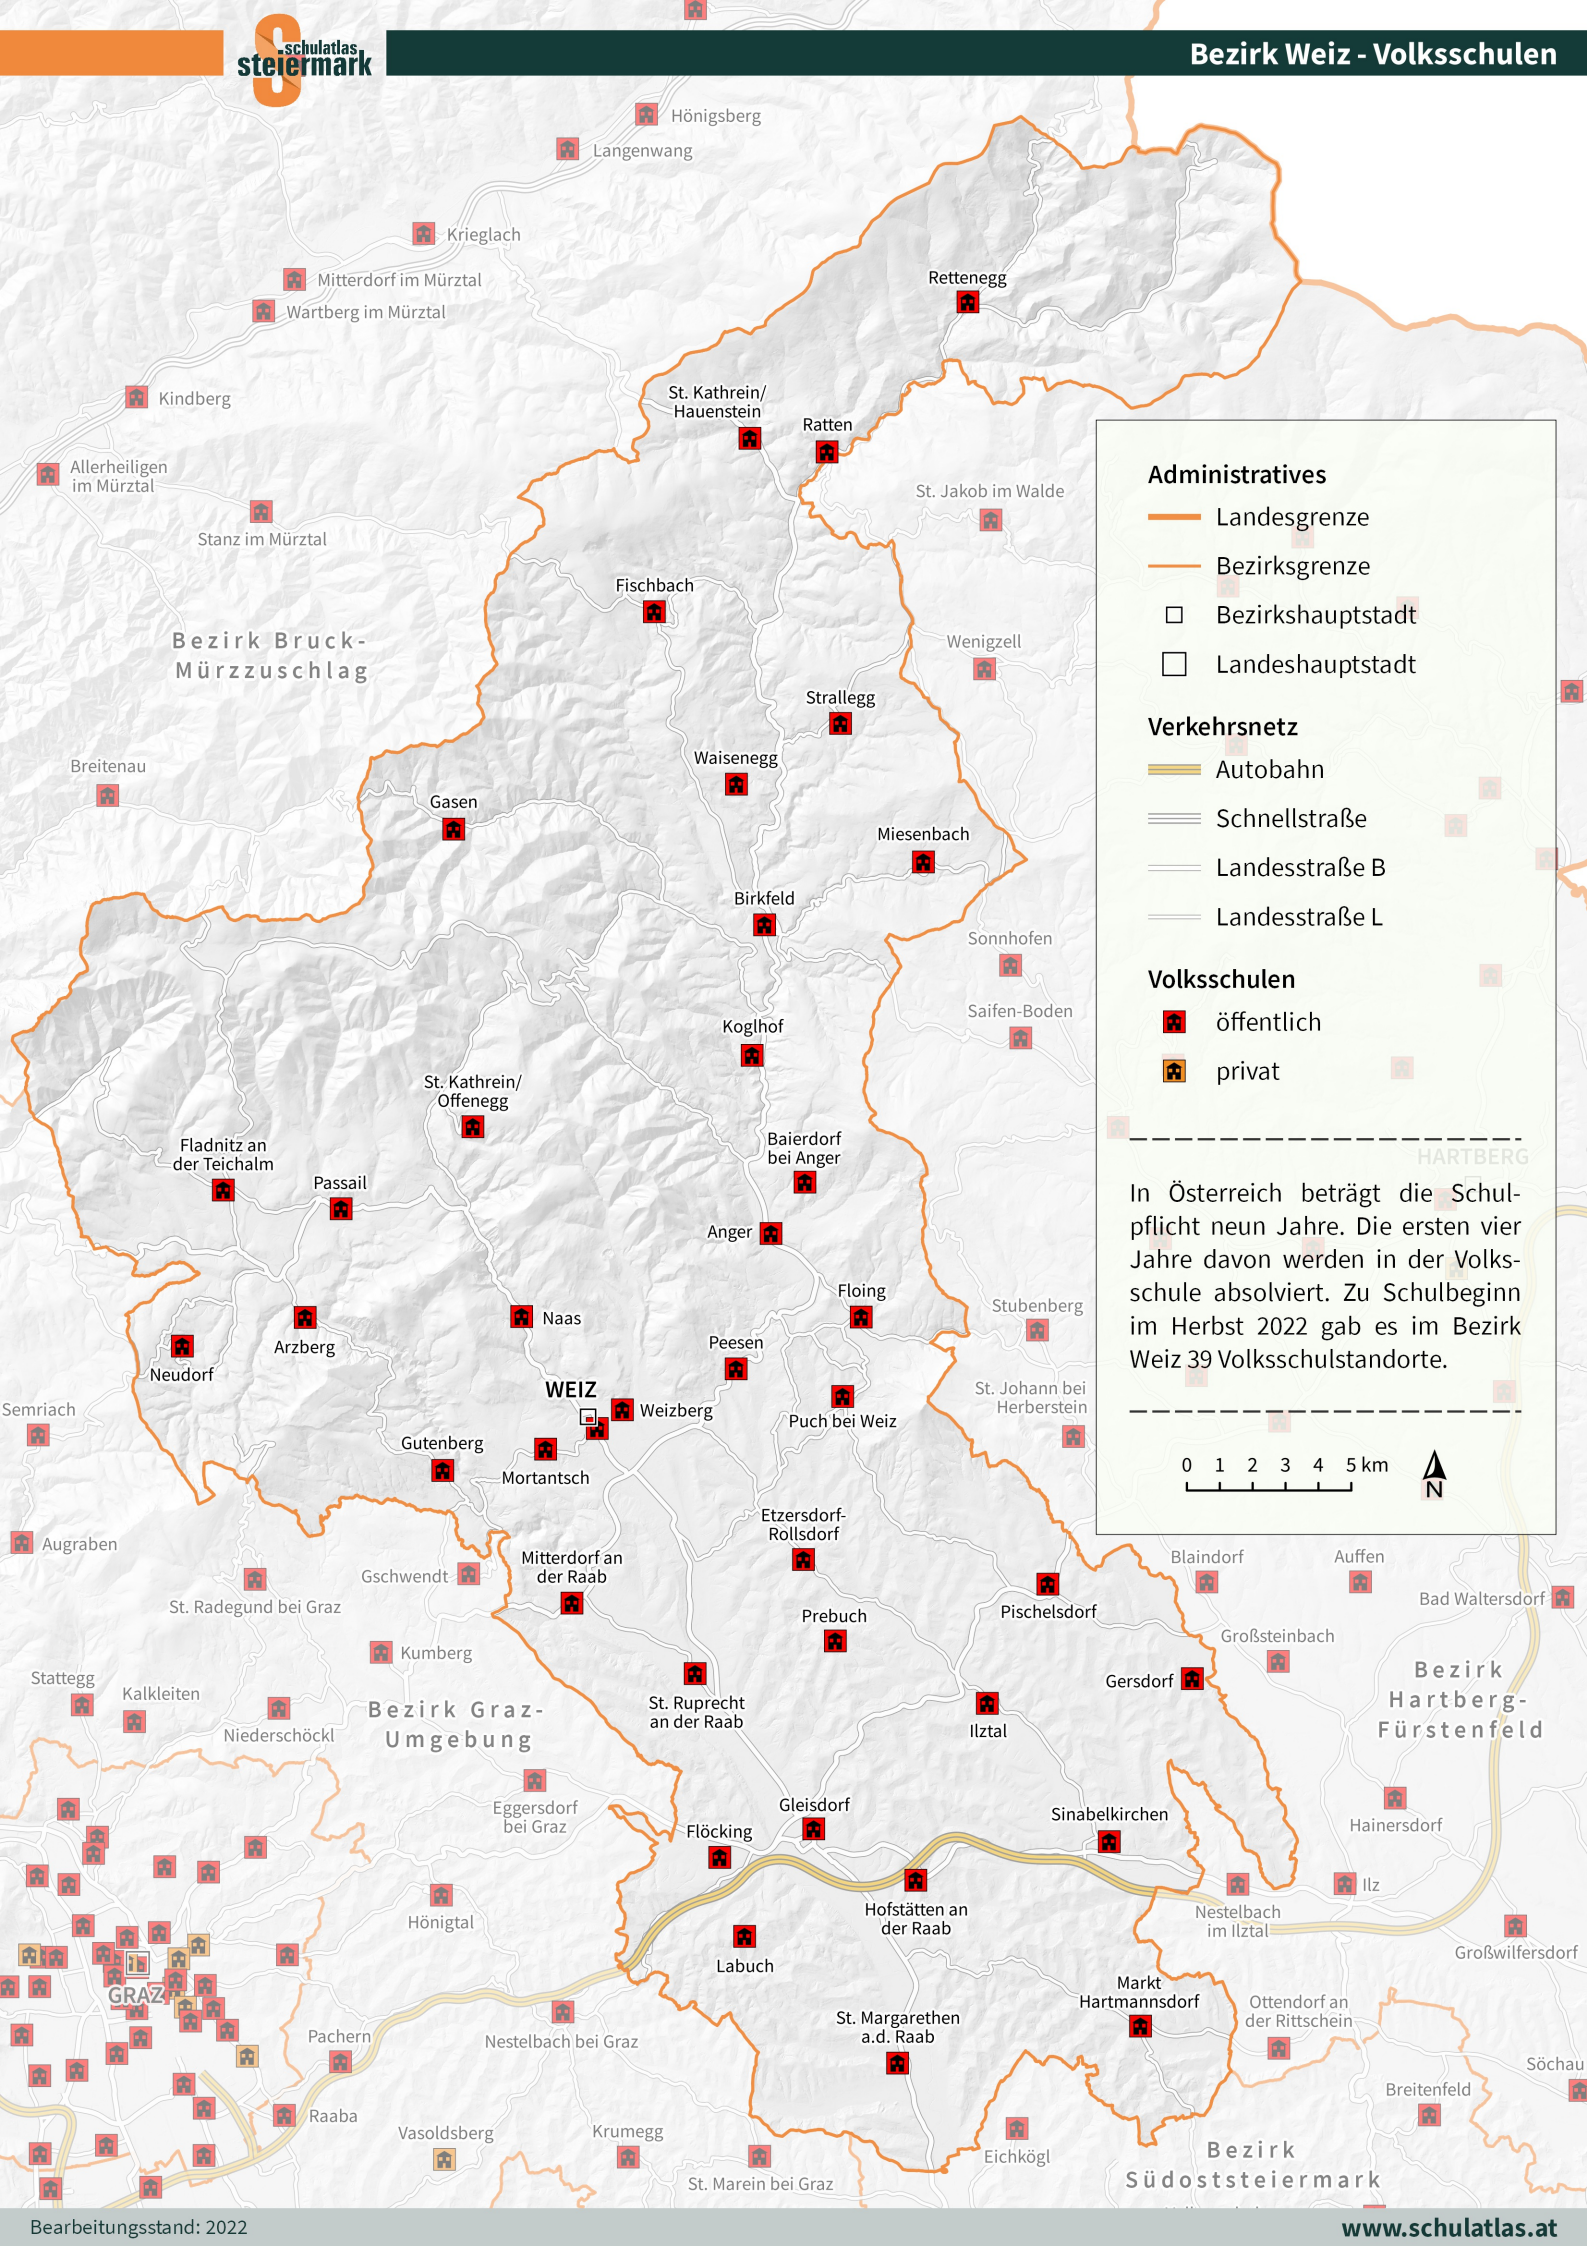 schulatlas
steiermark
Bezirk Weiz - Volksschulen
Hönigsberg
Langenwang
Krieglach
Mitterdorf im Mürztal
Wartberg im Mürztal
Kindberg
Allerheiligen
im Mürztal
Stanz im Mürztal
Bezirk Bruck-
Mürzzuschlag
Breitenau
Rettenegg
St. Kathrein/
Hauenstein
Ratten
St. Jakob im Walde
Fischbach
Wenigzell
Strallegg
Waisenegg
Gasen
Miesenbach
Birkfeld
Sonnhofen
Saifen-Boden
Koglhof
St. Kathrein/
Offenegg
Baierdorf
bei Anger
Fladnitz an
der Teichalm
Passail
Anger
Floing
Stubenberg
Naas
Arzberg
Neudorf
Peesen
WEIZ
Weizberg
Puch bei Weiz
St. Johann bei
Herberstein
Semriach
Gutenberg
Mortantsch
Augraben
Etzersdorf-
Rollsdorf
Mitterdorf an
der Raab
Gschwendt
St. Radegund bei Graz
Prebuch
Pischelsdorf
Kumberg
Stattegg
Kalkleiten
Niederschöckl
Bezirk Graz-
Umgebung
St. Ruprecht
an der Raab
Ilztal
Gersdorf
Eggersdorf
bei Graz
Gleisdorf
Flöcking
Sinabelkirchen
Hönigtal
Hofstätten an
der Raab
Labuch
GRAZ
Pachern
Nestelbach bei Graz
Markt
Hartmannsdorf
St. Margarethen
a.d. Raab
Raaba
Vasoldsberg
Krumegg
St. Marein bei Graz
Eichkögl
Bezirk
Südoststeiermark
Blaindorf
Auffen
Bad Waltersdorf
Großsteinbach
Bezirk
Hartberg-
Fürstenfeld
Hainersdorf
Ilz
Nestelbach
im Ilztal
Großwilfersdorf
Ottendorf an
der Rittschein
Söchau
Breitenfeld
Administratives
Landesgrenze
Bezirksgrenze
Bezirkshauptstadt
Landeshauptstadt
Verkehrsnetz
Autobahn
Schnellstraße
Landesstraße B
Landesstraße L
Volksschulen
öffentlich
privat
HARTBERG
In Österreich beträgt die Schul-
pflicht neun Jahre. Die ersten vier
Jahre davon werden in der Volks-
schule absolviert. Zu Schulbeginn
im Herbst 2022 gab es im Bezirk
Weiz 39 Volksschulstandorte.
0 1 2 3 4 5 km
N
Bearbeitungsstand: 2022
www.schulatlas.at